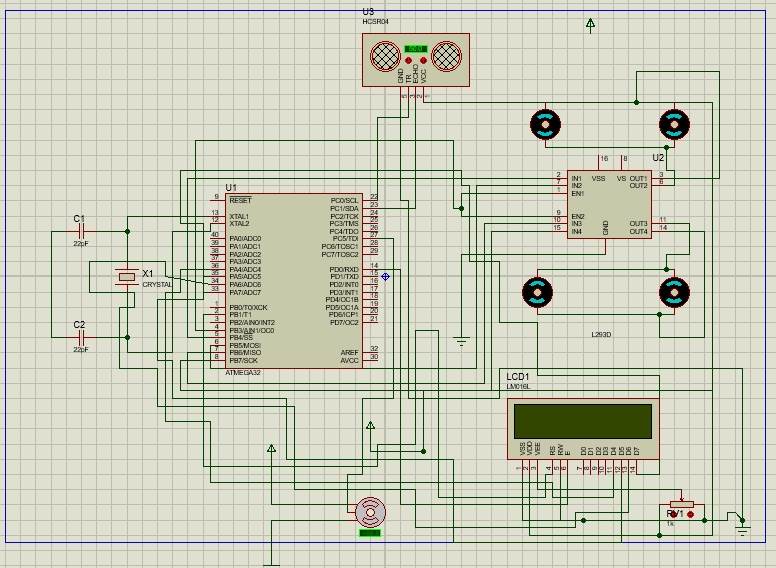 U3
HCSR04
GND
TR
ECHO
VCC
U2
16
8
VSS
VS
2
IN1
OUT1
3
7
IN2
OUT2
6
1
EN1
9
EN2
10
IN3
OUT3
11
15
IN4
OUT4
14
GND
L293D
U1
9
RESET
PC0/SCL
22
PC1/SDA
23
13
XTAL1
PC2/TCK
24
12
XTAL2
PC3/TMS
25
PC4/TDO
26
40
PA0/ADC0
PC5/TDI
27
39
PA1/ADC1
PC6/TOSC1
28
38
PA2/ADC2
PC7/TOSC2
29
37
PA3/ADC3
36
PA4/ADC4
PD0/RXD
14
35
PA5/ADC5
PD1/TXD
15
34
PA6/ADC6
PD2/INT0
16
33
PA7/ADC7
PD3/INT1
17
PD4/OC1B
18
1
PB0/T0/XCK
PD5/OC1A
19
2
PB1/T1
PD6/ICP1
20
3
PB2/AIN0/INT2
PD7/OC2
21
4
PB3/AIN1/OC0
5
PB4/SS
6
PB5/MOSI
7
PB6/MISO
AREF
32
8
PB7/SCK
AVCC
30
ATMEGA32
C1
22pF
X1
CRYSTAL
C2
22pF
LCD1
LM016L
VSS
VDD
VEE
RS
RW
E
D0
D1
D2
D3
D4
D5
D6
D7
1
2
3
4
5
6
7
8
9
10
11
12
13
14
RV1
1k